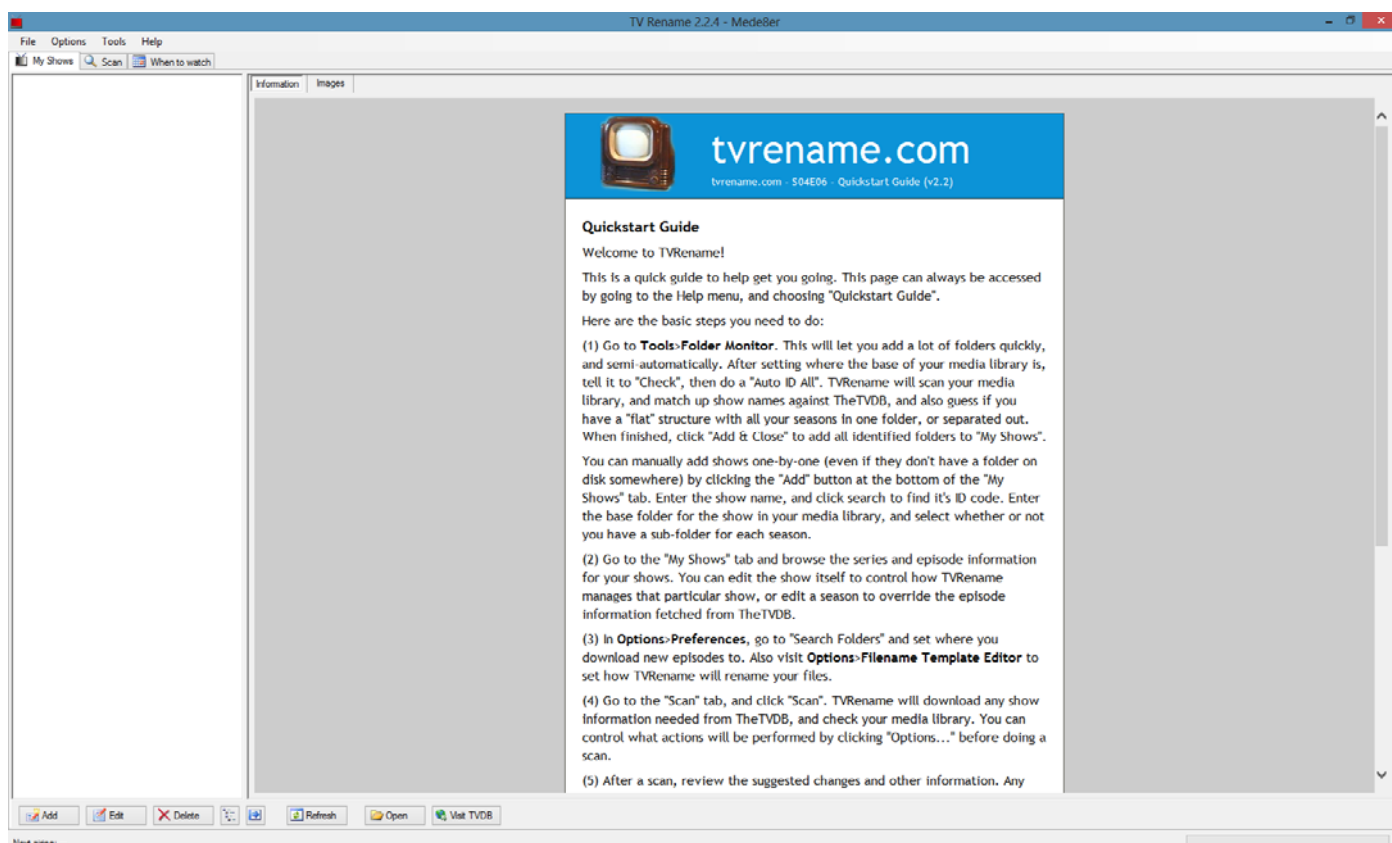 TV Rename 2.2.4 - Mede8er
File Options Tools Help
My Shows Scan When to watch
Information Images
tvrename.com
tvrename.com - S04E06 - Quickstart Guide (v2.2)
Quickstart Guide
Welcome to TVRename!
This is a quick guide to help get you going. This page can always be accessed
by going to the Help menu, and choosing "Quickstart Guide".
Here are the basic steps you need to do:
(1) Go to Tools>Folder Monitor. This will let you add a lot of folders quickly,
and semi-automatically. After setting where the base of your media library is,
tell it to "Check", then do a "Auto ID All". TVRename will scan your media
library, and match up show names against TheTVDB, and also guess if you
have a "flat" structure with all your seasons in one folder, or separated out.
When finished, click "Add & Close" to add all identified folders to "My Shows".
You can manually add shows one-by-one (even if they don't have a folder on
disk somewhere) by clicking the "Add" button at the bottom of the "My
Shows" tab. Enter the show name, and click search to find it's ID code. Enter
the base folder for the show in your media library, and select whether or not
you have a sub-folder for each season.
(2) Go to the "My Shows" tab and browse the series and episode information
for your shows. You can edit the show itself to control how TVRename
manages that particular show, or edit a season to override the episode
information fetched from TheTVDB.
(3) In Options>Preferences, go to "Search Folders" and set where you
download new episodes to. Also visit Options>Filename Template Editor to
set how TVRename will rename your files.
(4) Go to the "Scan" tab, and click "Scan". TVRename will download any show
information needed from TheTVDB, and check your media library. You can
control what actions will be performed by clicking "Options..." before doing a
scan.
(5) After a scan, review the suggested changes and other information. Any
Add Edit Delete Refresh Open Visit TVDB